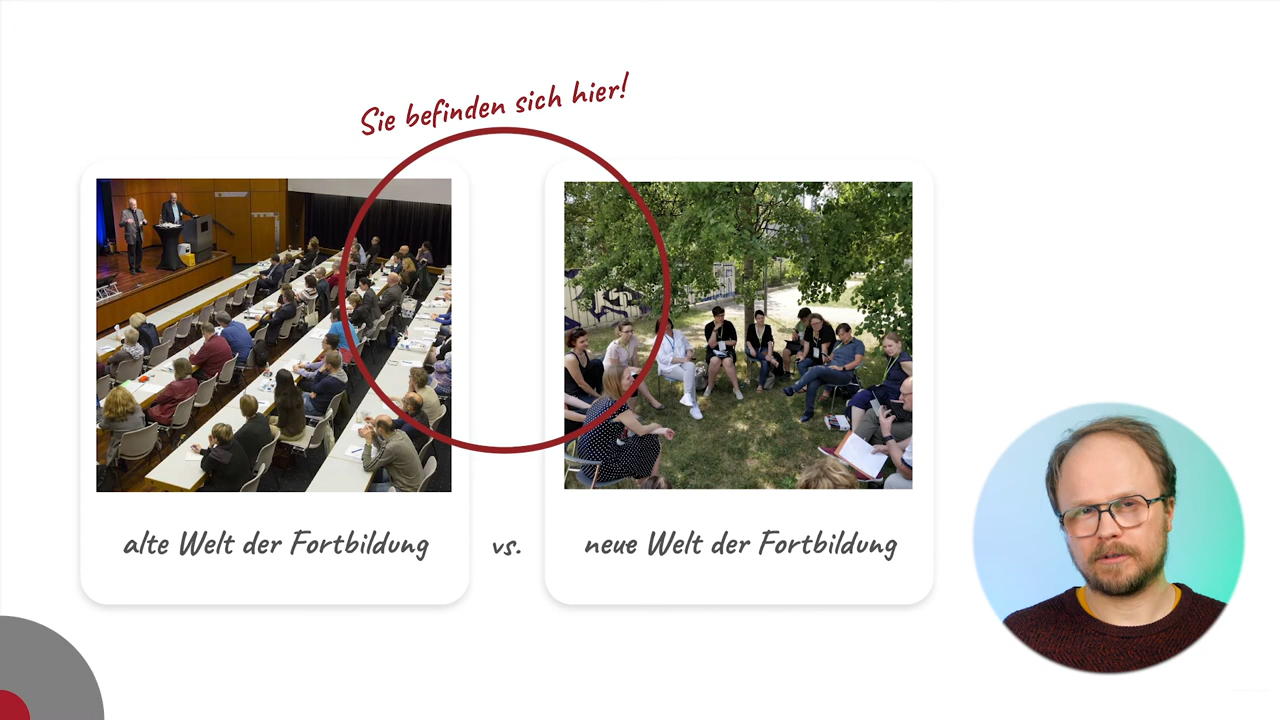 Sie befinden sich hier!
alte Welt der Fortbildung
vs.
neue Welt der Fortbildung